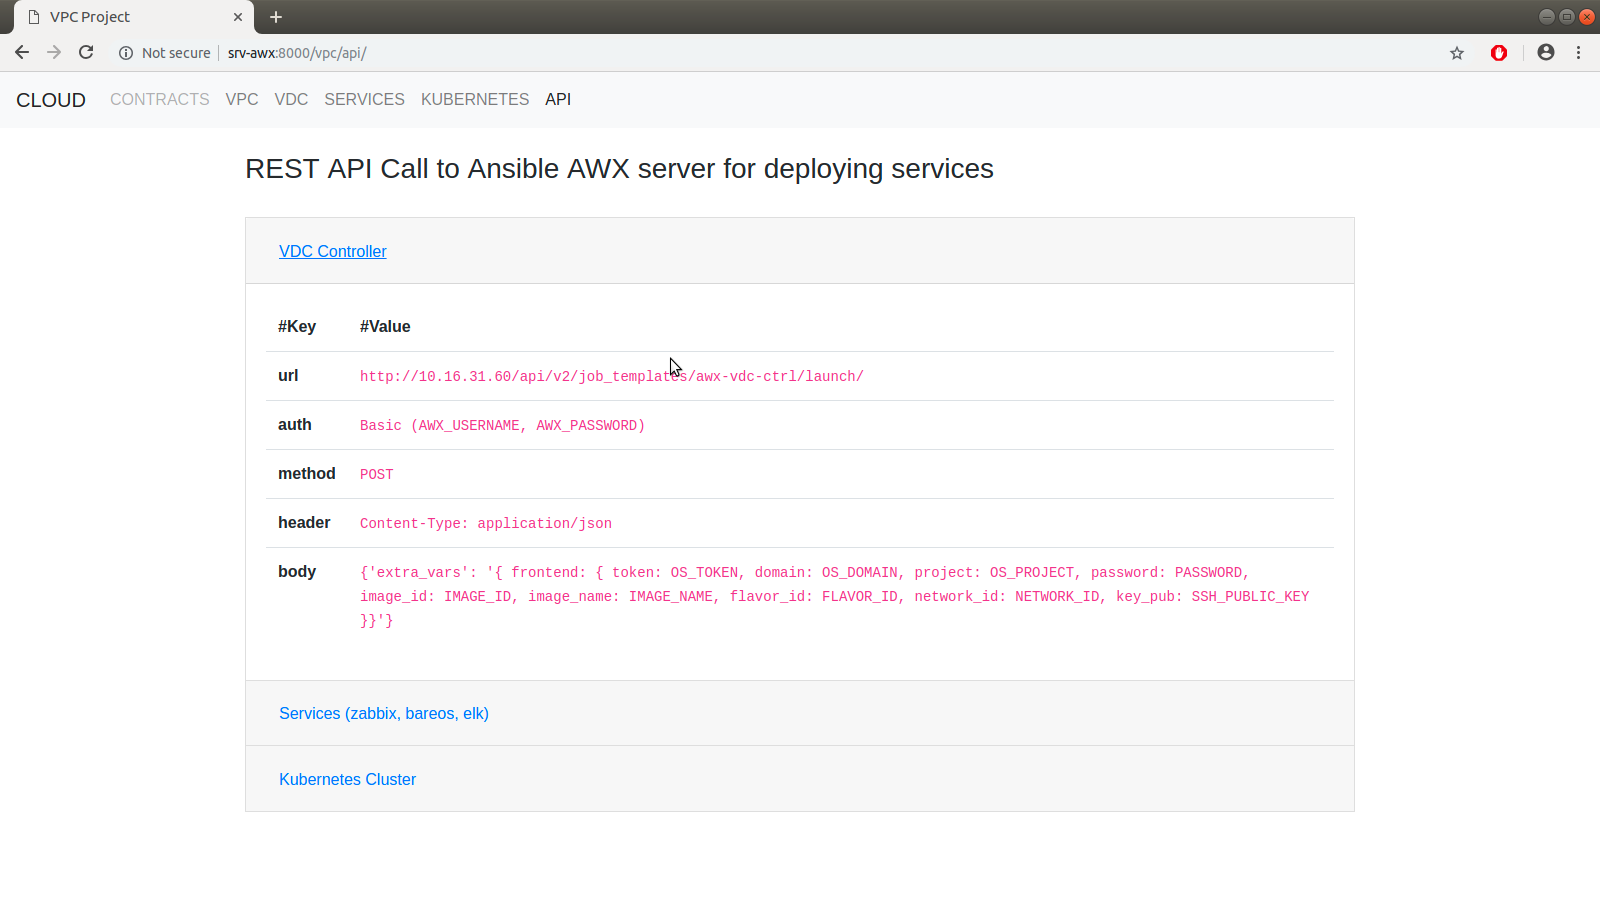 VPC Project
Not secure srv-awx:8000/vpc/api/
CLOUD CONTRACTS VPC VDC SERVICES KUBERNETES API
REST API Call to Ansible AWX server for deploying services
VDC Controller
#Key #Value
url http://10.16.31.60/api/v2/job_templates/awx-vdc-ctrl/launch/
auth Basic (AWX_USERNAME, AWX_PASSWORD)
method POST
header Content-Type: application/json
body {'extra_vars': '{ frontend: { token: OS_TOKEN, domain: OS_DOMAIN, project: OS_PROJECT, password: PASSWORD,
image_id: IMAGE_ID, image_name: IMAGE_NAME, flavor_id: FLAVOR_ID, network_id: NETWORK_ID, key_pub: SSH_PUBLIC_KEY
}}'}
Services (zabbix, bareos, elk)
Kubernetes Cluster